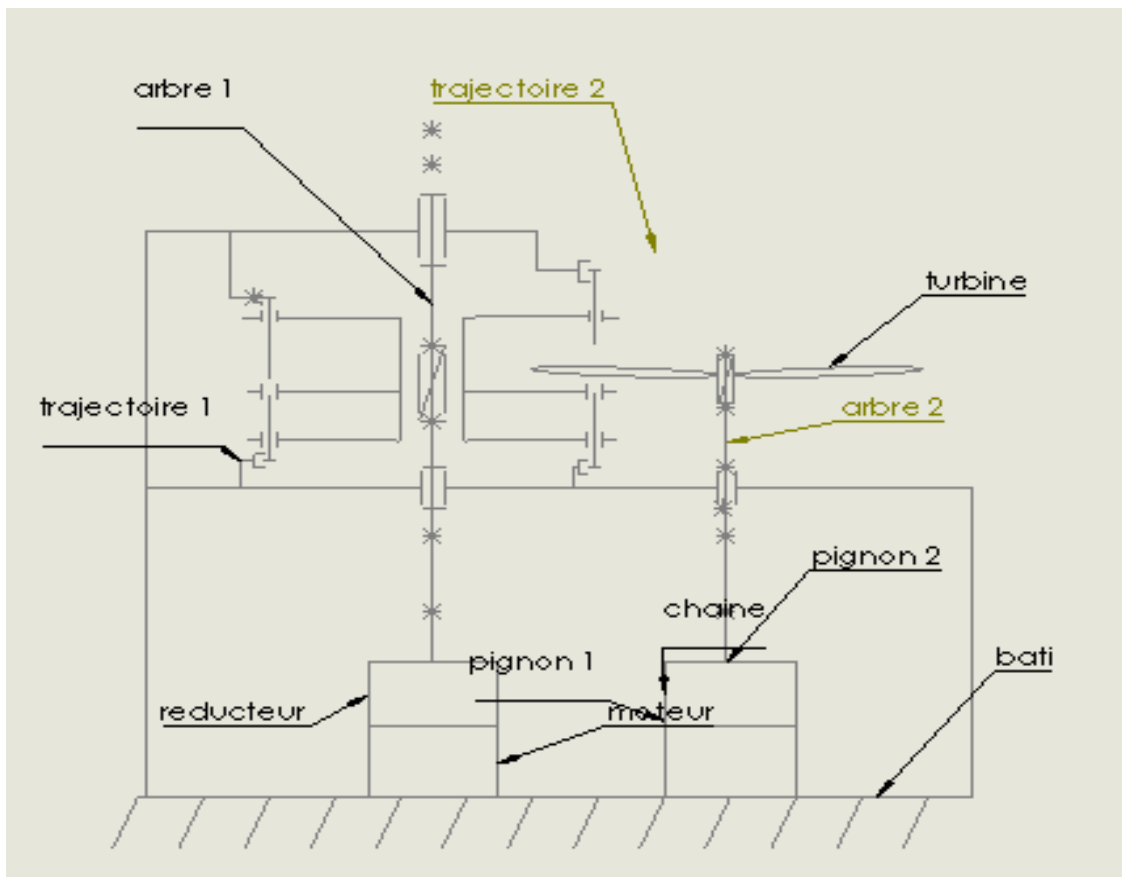 arbre 1
trajectoire 2
turbine
trajectoire 1
arbre 2
pignon 2
chaine
pignon 1
bati
reducteur
moteur